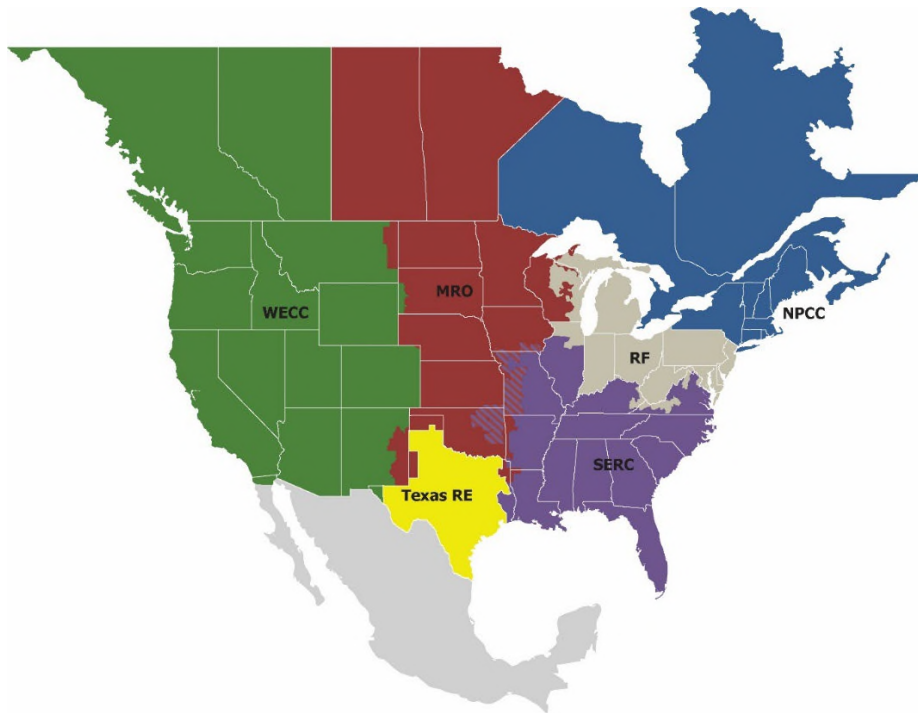 MRO
WECC
NPCC
RF
SERC
Texas RE